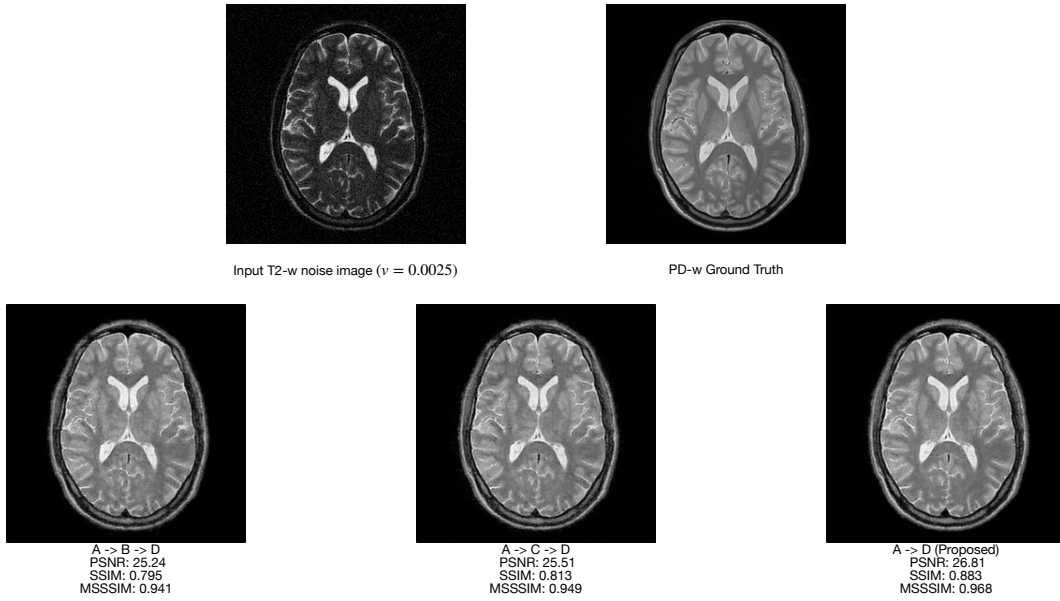 Input T2-w noise image (v = 0.0025)
PD-w Ground Truth
A -> B -> D
PSNR: 25.24
SSIM: 0.795
MSSSIM: 0.941
A -> C -> D
PSNR: 25.51
SSIM: 0.813
MSSSIM: 0.949
A -> D (Proposed)
PSNR: 26.81
SSIM: 0.883
MSSSIM: 0.968